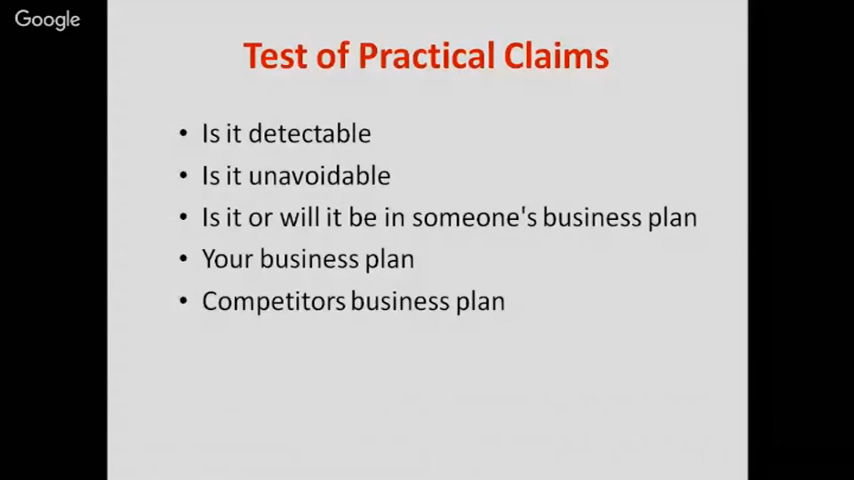 Google
Test of Practical Claims
• Is it detectable
• Is it unavoidable
• Is it or will it be in someone's business plan
• Your business plan
• Competitors business plan